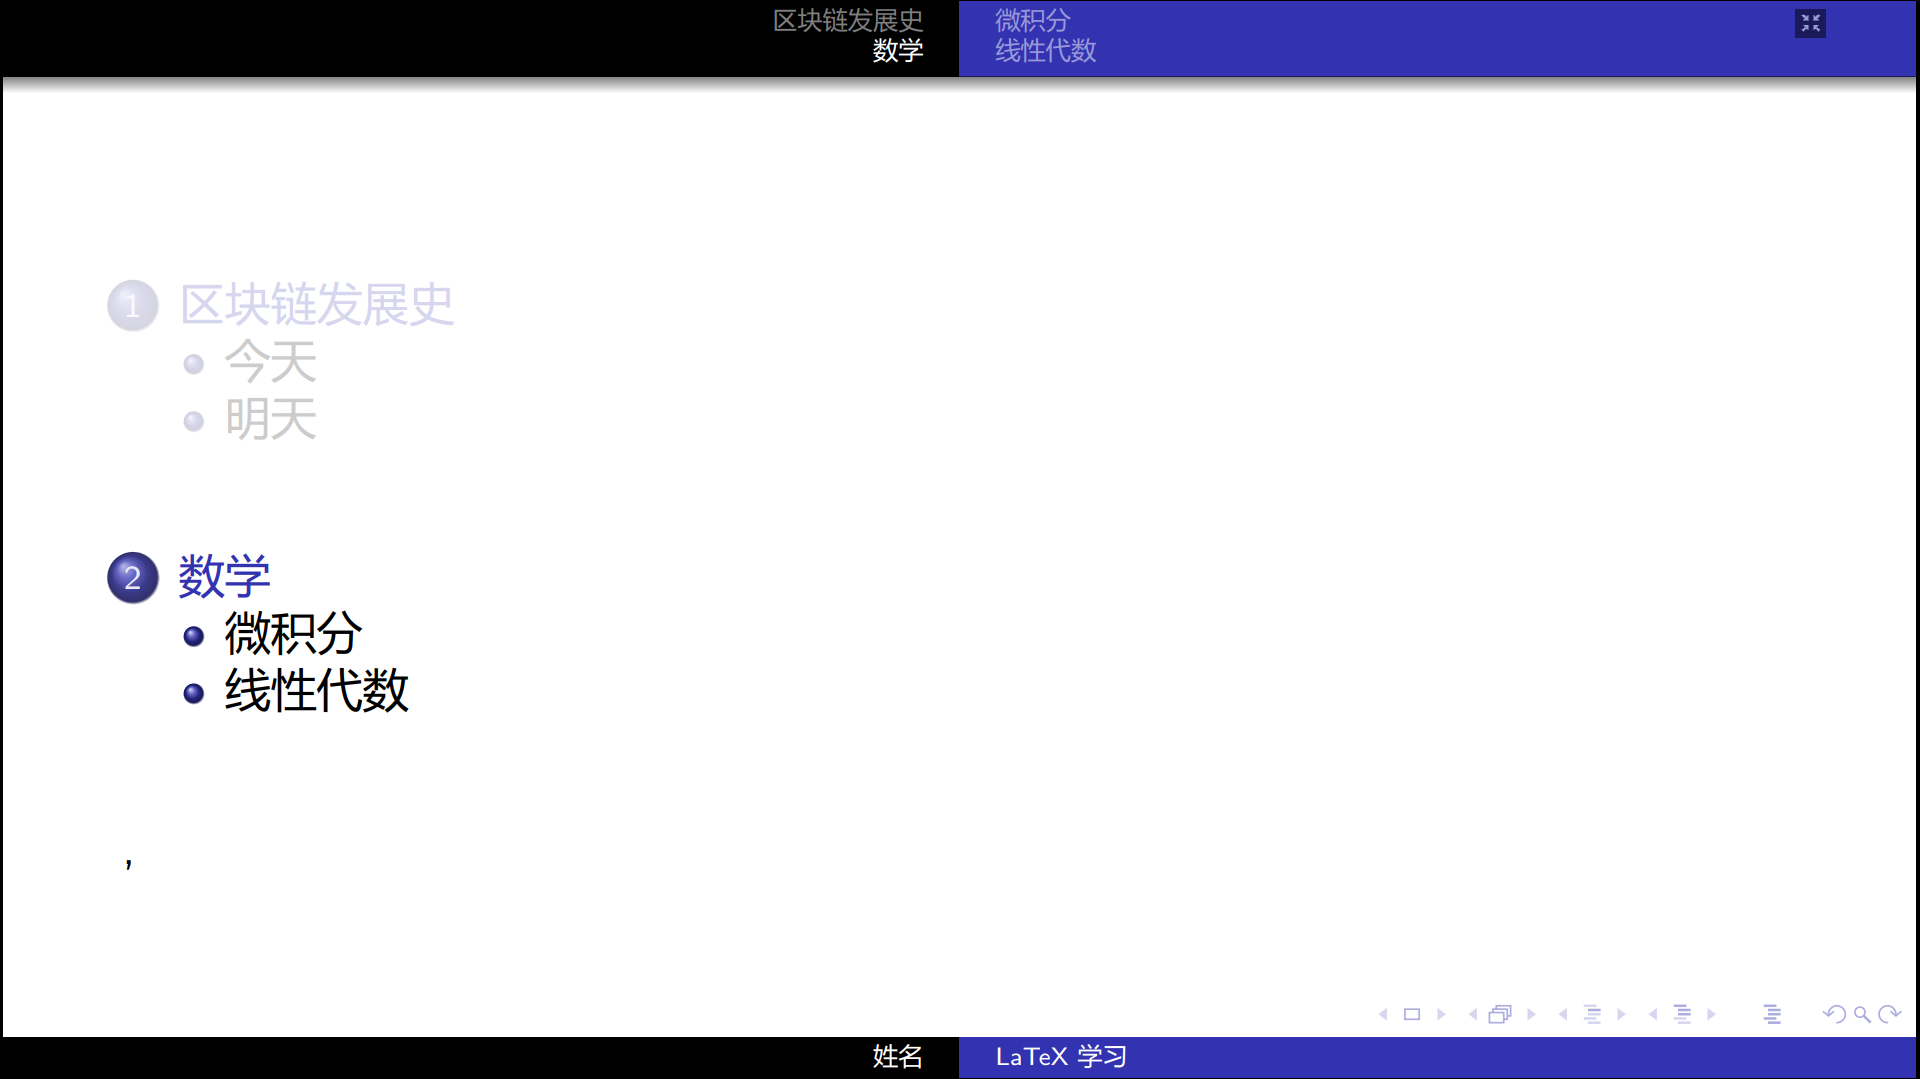 区块链发展史
数学
微积分
线性代数
1 区块链发展史
今天
明天
2 数学
微积分
线性代数
,
姓名
LaTeX 学习